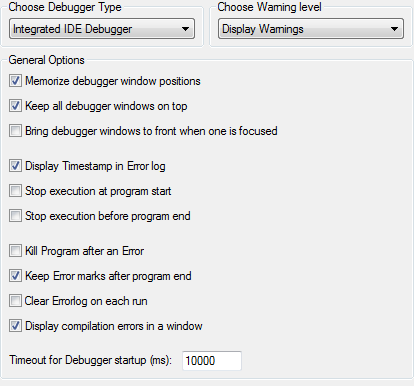 Choose Debugger Type
Choose Warning level
Integrated IDE Debugger
Display Warnings
General Options
Memorize debugger window positions
Keep all debugger windows on top
Bring debugger windows to front when one is focused
Display Timestamp in Error log
Stop execution at program start
Stop execution before program end
Kill Program after an Error
Keep Error marks after program end
Clear Errorlog on each run
Display compilation errors in a window
Timeout for Debugger startup (ms): 10000